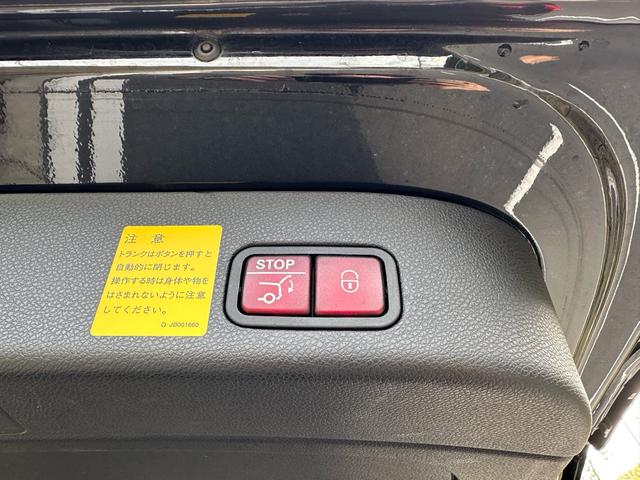 注 意
トランクはボタンを押すと
自動的に閉じます。
操作する時は身体や物を
はさまれないように注意
してください。
Q JB001660
STOP